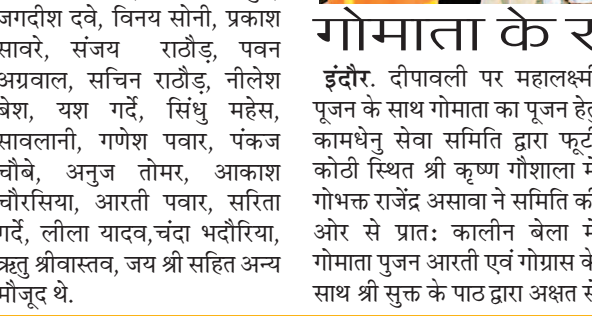 जगदीश दवे, विनय सोनी, प्रकाश
सावरे, संजय राठौड़, पवन
अग्रवाल, सचिन राठौड़, नीलेश
बेश, यश गर्दे, सिंधु महेस,
सावलानी, गणेश पवार, पंकज
चौबे, अनुज तोमर, आकाश
चौरसिया, आरती पवार, सरिता
गर्दे, लीला यादव,चंदा भदौरिया,
ऋतु श्रीवास्तव, जय श्री सहित अन्य
मौजूद थे.
गोमाता के
इंदौर. दीपावली पर महालक्ष्मी
पूजन के साथ गोमाता का पूजन हेतु
कामधेनु सेवा समिति द्वारा फूटी
कोठी स्थित श्री कृष्ण गौशाला में
गोभक्त राजेंद्र असावा ने समिति की
ओर से प्रात: कालीन बेला में
गोमाता पुजन आरती एवं गोग्रास के
साथ श्री सुक्त के पाठ द्वारा अक्षत से